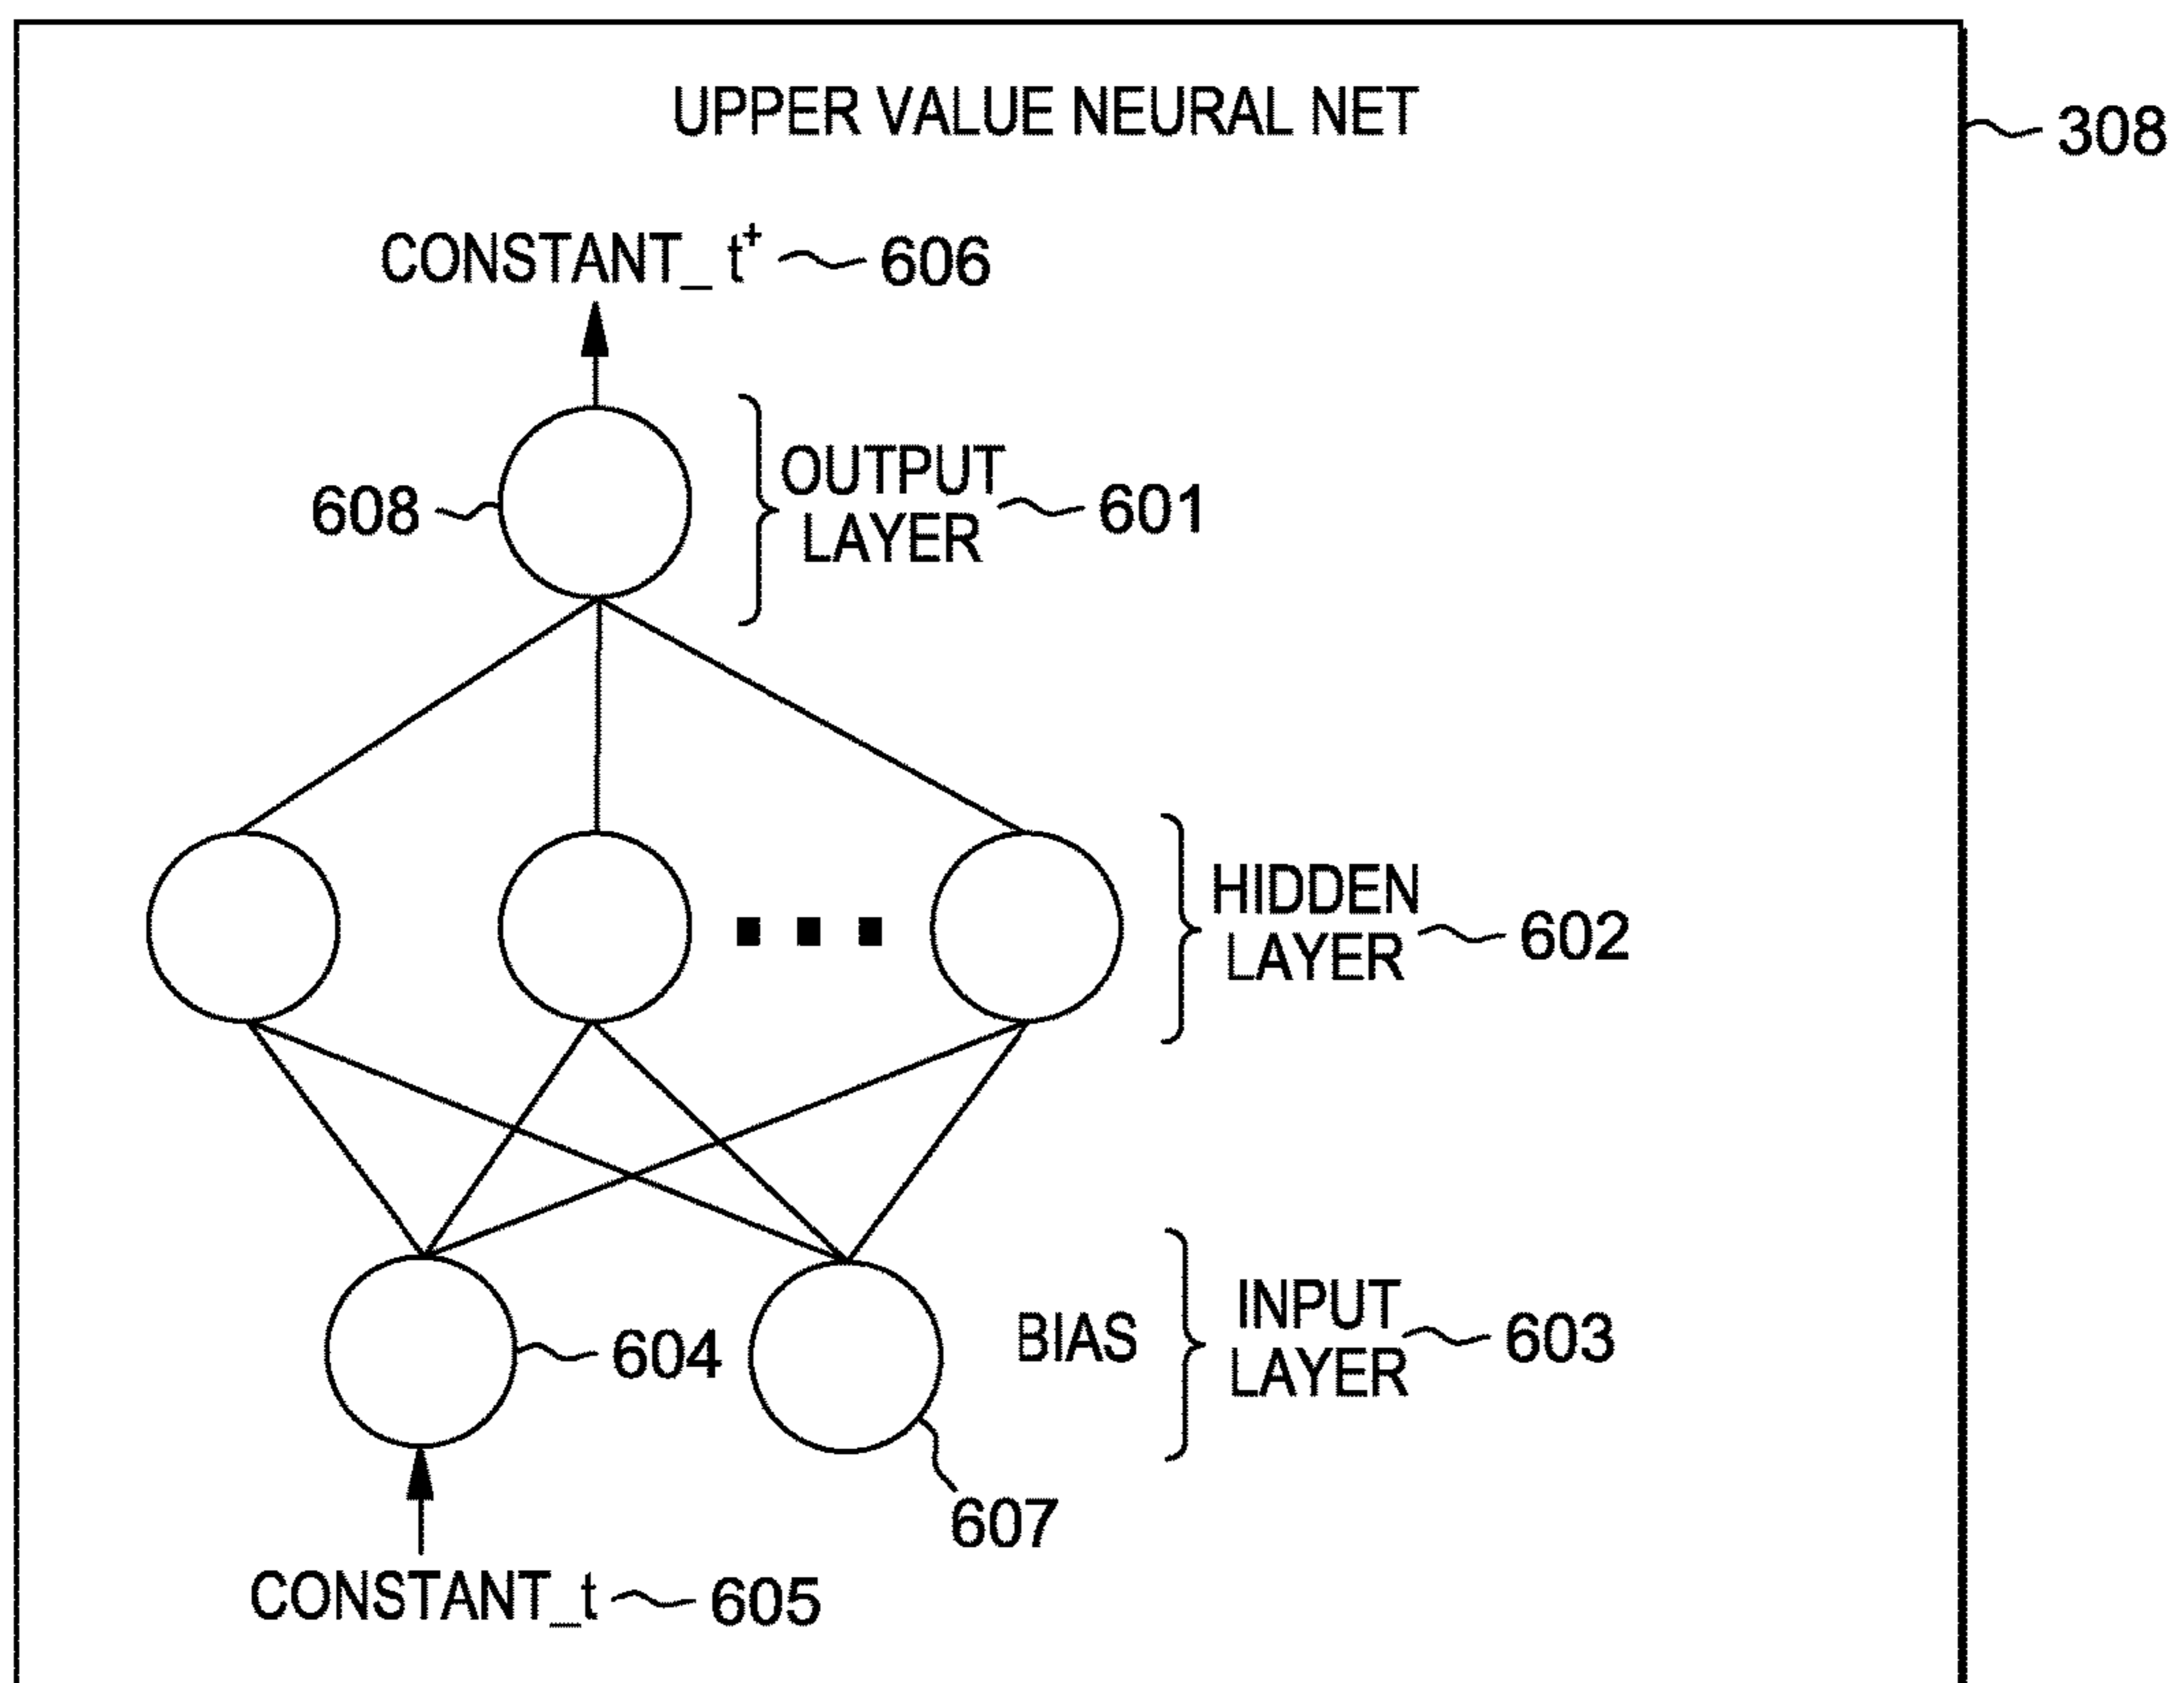 UPPER VALUE NEURAL NET
308
CONSTANT_t⁺ 606
608
OUTPUT
LAYER
601
HIDDEN
LAYER
602
604
BIAS
INPUT
LAYER
603
607
CONSTANT_t 605